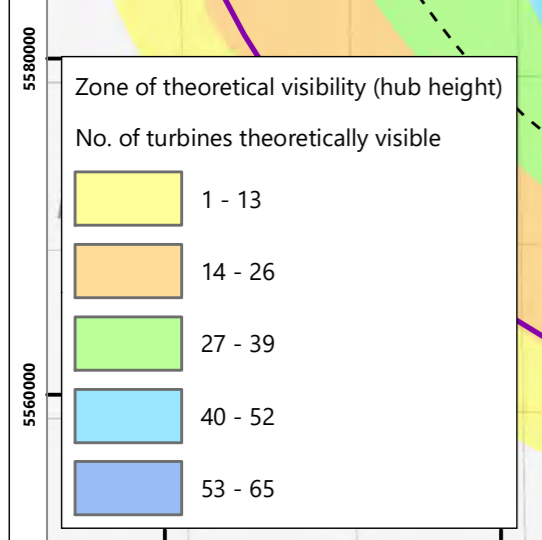 5580000
Zone of theoretical visibility (hub height)
No. of turbines theoretically visible
1 - 13
14 - 26
27 - 39
40 - 52
53 - 65
5560000